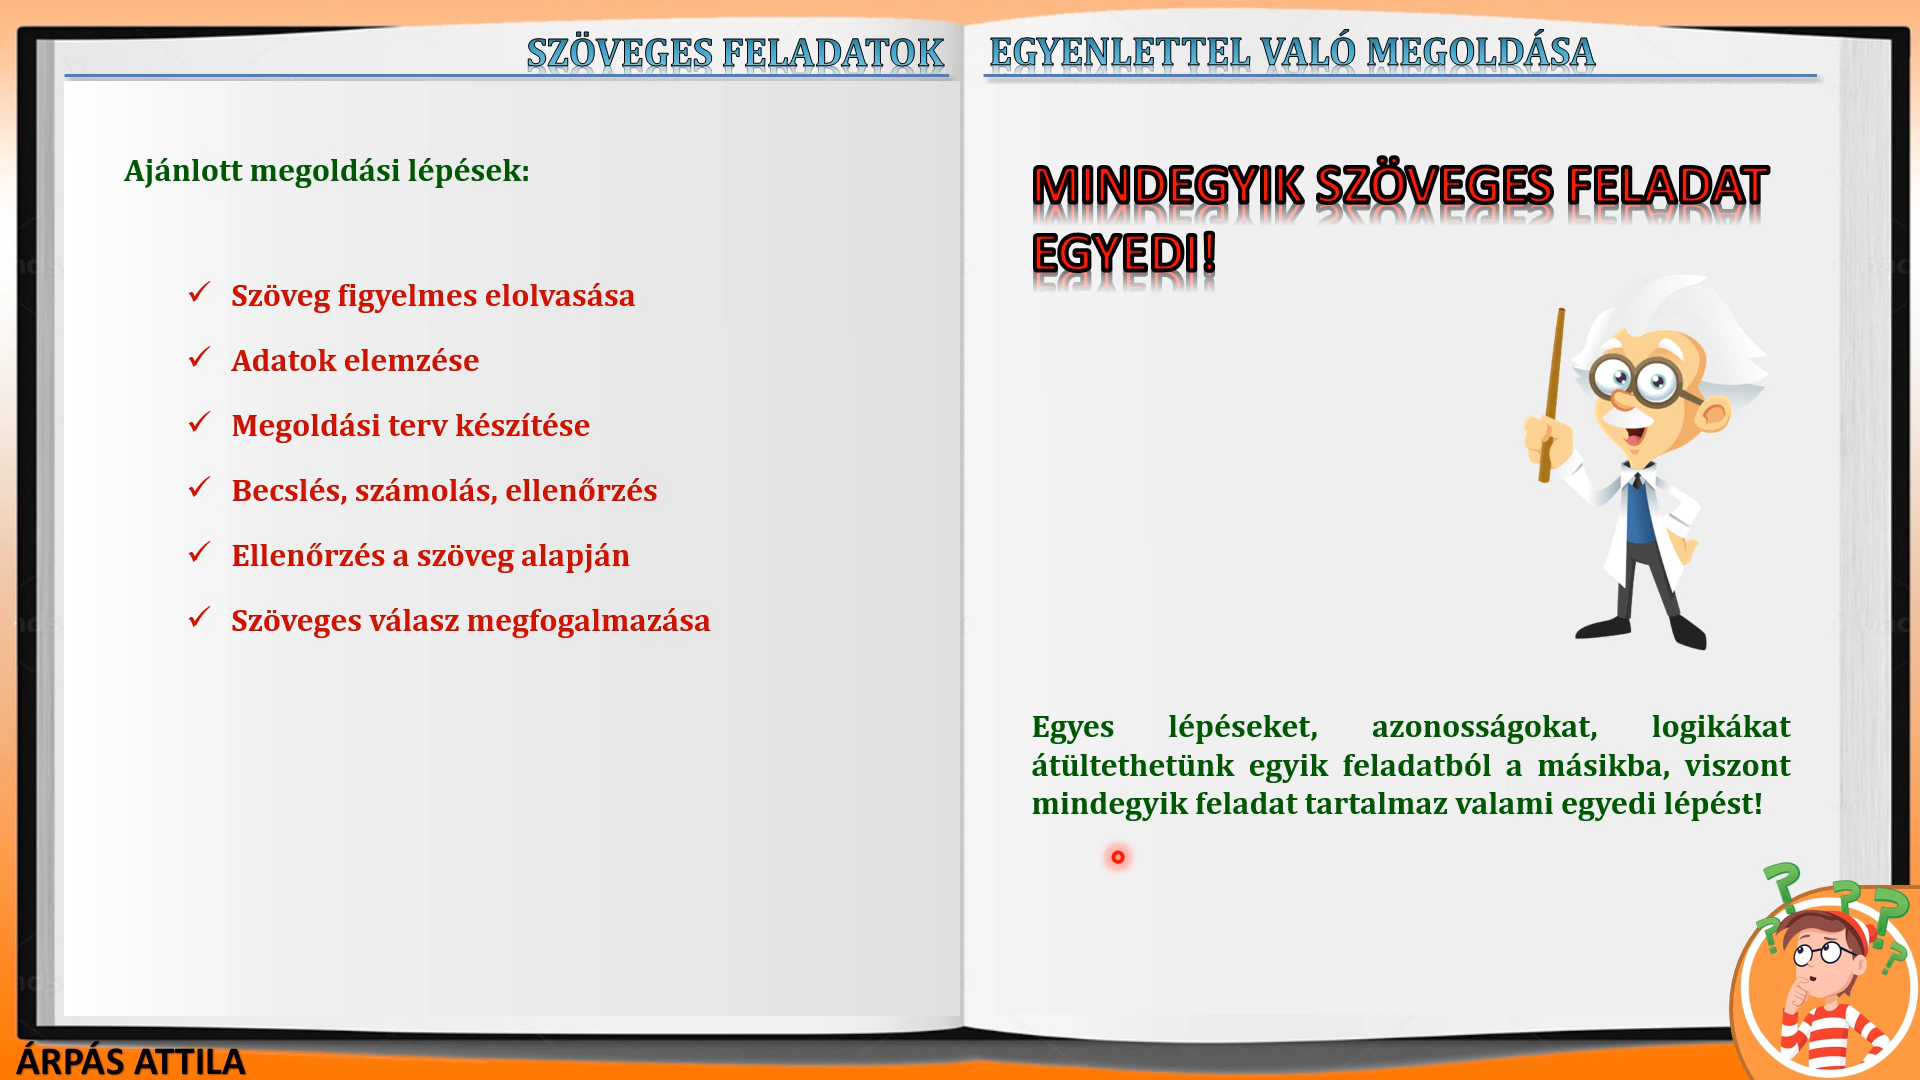 SZÖVEGES FELADATOK
EGYENLETTEL VALÓ MEGOLDÁSA
Ajánlott megoldási lépések:
✓ Szöveg figyelmes elolvasása
✓ Adatok elemzése
✓ Megoldási terv készítése
✓ Becslés, számolás, ellenőrzés
✓ Ellenőrzés a szöveg alapján
✓ Szöveges válasz megfogalmazása
MINDEGYIK SZÖVEGES FELADAT
EGYEDI!
Egyes lépéseket, azonosságokat, logikákat
átültethetünk egyik feladatból a másikba, viszont
mindegyik feladat tartalmaz valami egyedi lépést!
? ? ? ? ?
ÁRPÁS ATTILA